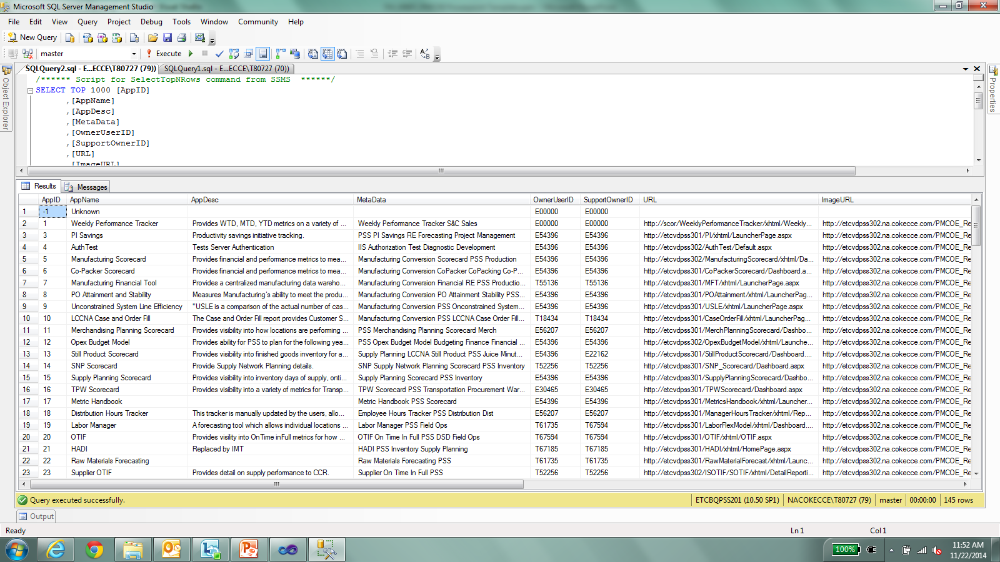 Microsoft SQL Server Management Studio
File Edit View Query Project Debug Tools Window Community Help
New Query
master Execute
SQLQuery2.sql - E...ECCE\T80727 (79)) SQLQuery1.sql - E...ECCE\T80727 (70))
Object Explorer
Properties
/****** Script for SelectTopNRows command from SSMS ******/
SELECT TOP 1000 [AppID]
,[AppName]
,[AppDesc]
,[MetaData]
,[OwnerUserID]
,[SupportOwnerID]
,[URL]
,[ImageURL]
Results Messages
AppID AppName AppDesc MetaData OwnerUserID SupportOwnerID URL ImageURL
1 -1 Unknown E00000 E00000
2 1 Weekly Performance Tracker Provides WTD, MTD, YTD metrics on a variety of ... Weekly Performance Tracker S&C Sales E00000 E00000 http://scor/WeeklyPerformanceTracker/xhtml/Weekly... http://etcvdpss302.na.cokecce.com/PMCOE_Re
3 3 PI Savings Productivity savings initiative tracking. PSS PI Savings RE Forecasting Project Management E54396 E54396 http://etcvdpss301/PI/xhtml/LauncherPage.aspx http://etcvdpss302.na.cokecce.com/PMCOE_Re
4 4 AuthTest Tests Server Authentication IIS Authorization Test Diagnostic Development E54396 E54396 http://etcvdpss302/AuthTest/Default.aspx http://etcvdpss302.na.cokecce.com/PMCOE_Re
5 5 Manufacturing Scorecard Provides financial and performance metrics to mea... Manufacturing Conversion Scorecard PSS Production E54396 E54396 http://etcvdpss302/ManufacturingScorecard/xhtml/Da... http://etcvdpss302.na.cokecce.com/PMCOE_Re
6 6 Co-Packer Scorecard Provides financial and performance metrics to mea... Manufacturing Conversion CoPacker CoPacking Co-P... E54396 E54396 http://etcvdpss301/CoPackerScorecard/Dashboard.a... http://etcvdpss302.na.cokecce.com/PMCOE_Re
7 7 Manufacturing Financial Tool Provides a centralized manufacturing data wareho... Manufacturing Conversion Financial RE PSS Productio... T55136 T55136 http://etcvdpss301/MFT/xhtml/LauncherPage.aspx http://etcvdpss302.na.cokecce.com/PMCOE_Re
8 8 PO Attainment and Stability Measures Manufacturing's ability to meet the produ... Manufacturing Conversion PO Attainment Stability PSS... E54396 E54396 http://etcvdpss301/POAttainment/xhtml/LauncherPag... http://etcvdpss302.na.cokecce.com/PMCOE_Re
9 9 Unconstrained System Line Efficiency "USLE is a comparison of the actual number of cas... Manufacturing Conversion PSS Onconstrained System... E54396 E54396 http://etcvdpss301/USLE/xhtml/LauncherPage.aspx http://etcvdpss302.na.cokecce.com/PMCOE_Re
10 10 LCCNA Case and Order Fill The Case and Order Fill report provides Customer S... Manufacturing Conversion PSS LCCNA Case Order Fill... T18434 T18434 http://etcvdpss301/CaseOrderFill/xhtml/LauncherPag... http://etcvdpss302.na.cokecce.com/PMCOE_Re
11 11 Merchandising Planning Scorecard Provides visibility into how locations are performing ... PSS Merchandising Planning Scorecard Merch E56207 E56207 http://etcvdpss301/MerchPlanningScorecard/Dashbo... http://etcvdpss302.na.cokecce.com/PMCOE_Re
12 12 Opex Budget Model Provides ability for PSS to plan for the following yea... PSS Opex Budget Model Budgeting Finance Financial ... E54396 E54396 http://etcvdpss302/OpexBudgetModel/xhtml/Launche... http://etcvdpss302.na.cokecce.com/PMCOE_Re
13 13 Still Product Scorecard Provides visibility into finished goods inventory for a... Supply Planning LCCNA Still Product PSS Juice Minut... E54396 E22162 http://etcvdpss301/StillProductScorecard/Dashboard.... http://etcvdpss302.na.cokecce.com/PMCOE_Re
14 14 SNP Scorecard Provide Supply Network Planning details. SNP Supply Network Planning Scorecard PSS Inventory T52256 T52256 http://etcvdpss301/SNP_Scorecard/Dashboard.aspx http://etcvdpss302.na.cokecce.com/PMCOE_Re
15 15 Supply Planning Scorecard Provides visibility into inventory days of supply, onti... Supply Planning Scorecard PSS Inventory E54396 E54396 http://etcvdpss301/SupplyPlanningScorecard/Dashbo... http://etcvdpss302.na.cokecce.com/PMCOE_Re
16 16 TPW Scorecard Provides visibility into a variety of metrics for Transp... TPW Scorecard PSS Transportation Procurement War... E30465 E30465 http://etcvdpss301/TPWScorecard/Dashboard.aspx http://etcvdpss302.na.cokecce.com/PMCOE_Re
17 17 Metric Handbook Metric Handbook PSS Scorecard E54396 E54396 http://etcvdpss301/MetricsHandbook/xhtml/Launcher... http://etcvdpss302.na.cokecce.com/PMCOE_Re
18 18 Distribution Hours Tracker This tracker is manually updated by the users, allo... Employee Hours Tracker PSS Distribution Dist E56207 E56207 http://etcvdpss301/ManagerHoursTracker/xhtml/Rep... http://etcvdpss302.na.cokecce.com/PMCOE_Re
19 19 Labor Manager A forecasting tool which allows individual locations ... Labor Manager PSS Field Ops T61735 T67594 http://etcvdpss301/LaborFlexModel/xhtml/Dashboard.... http://etcvdpss302.na.cokecce.com/PMCOE_Re
20 20 OTIF Provides visility into OnTime inFull metrics for how ... OTIF On Time In Full PSS DSD Field Ops T67594 T67594 http://etcvdpss301/OTIF/xhtml/OTIF.aspx http://etcvdpss302.na.cokecce.com/PMCOE_Re
21 21 HADI Replaced by IMT HADI PSS Inventory Supply Planning T67185 T67185 http://etcvdpss301/HADI/xhtml/HomePage.aspx http://etcvdpss302.na.cokecce.com/PMCOE_Re
22 22 Raw Materials Forecasting Raw Materials Forecasting PSS T61735 T61735 http://etcvdpss301/RawMaterialForecast/xhtml/Launc... http://etcvdpss302.na.cokecce.com/PMCOE_Re
23 23 Supplier OTIF Provides detail on supply performance to CCR. Supplier On Time In Full PSS T52256 T52256 http://etcvdpss302/ISOTIF/SOTIF/xhtml/DetailReporti... http://etcvdpss302.na.cokecce.com/PMCOE_Re
Query executed successfully. ETCBQPSS201 (10.50 SP1) NACOKECCE\T80727 (79) master 00:00:00 145 rows
Output
Ready Ln 1 Col 1
100% 11:52 AM
11/22/2014